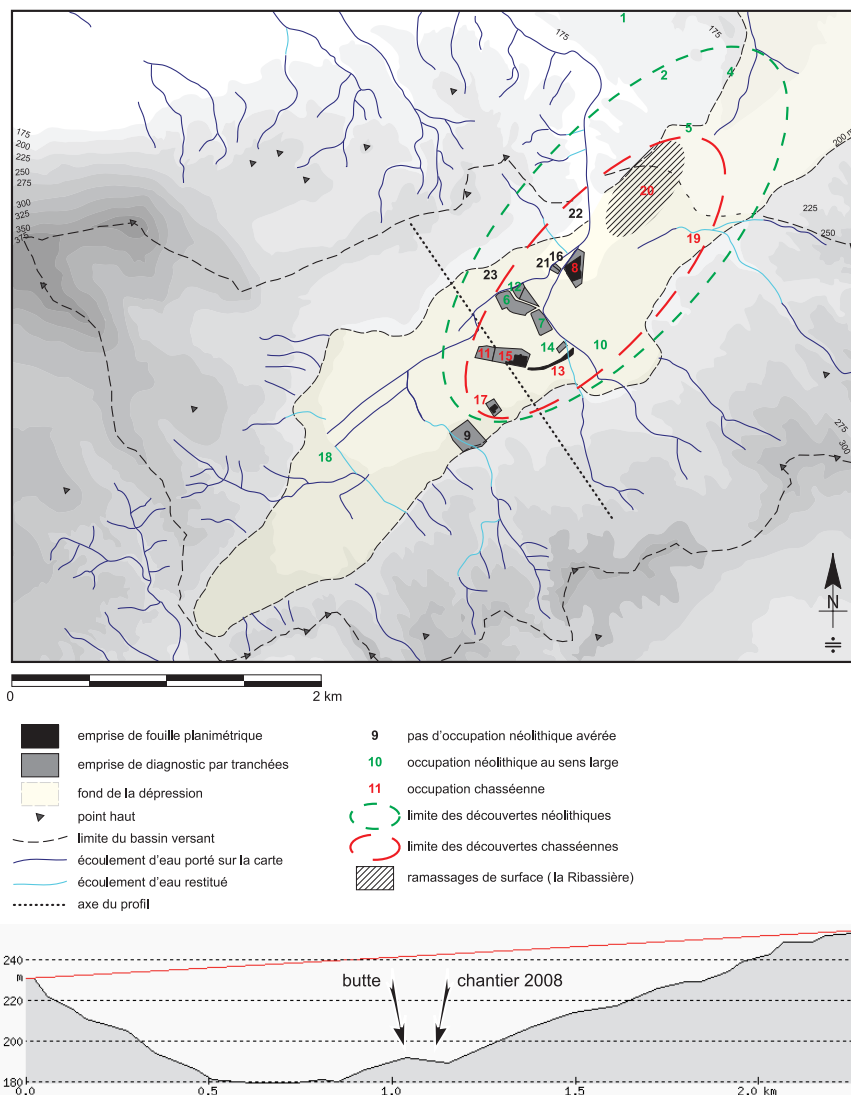 175
1
175
2
4
5
200 m
175
200
225
250
275
300
325
350
375
20
22
225
19
250
16
21
8
23
12
6
7
14
10
11
15
13
17
9
18
275
300
N
0
2 km
emprise de fouille planimétrique
emprise de diagnostic par tranchées
fond de la dépression
point haut
limite du bassin versant
écoulement d'eau porté sur la carte
écoulement d'eau restitué
axe du profil
9 pas d'occupation néolithique avérée
10 occupation néolithique au sens large
11 occupation chasséenne
limite des découvertes néolithiques
limite des découvertes chasséennes
ramassages de surface (la Ribassière)
240
m
220
200
180
butte
chantier 2008
0.0 0.5 1.0 1.5 2.0 km